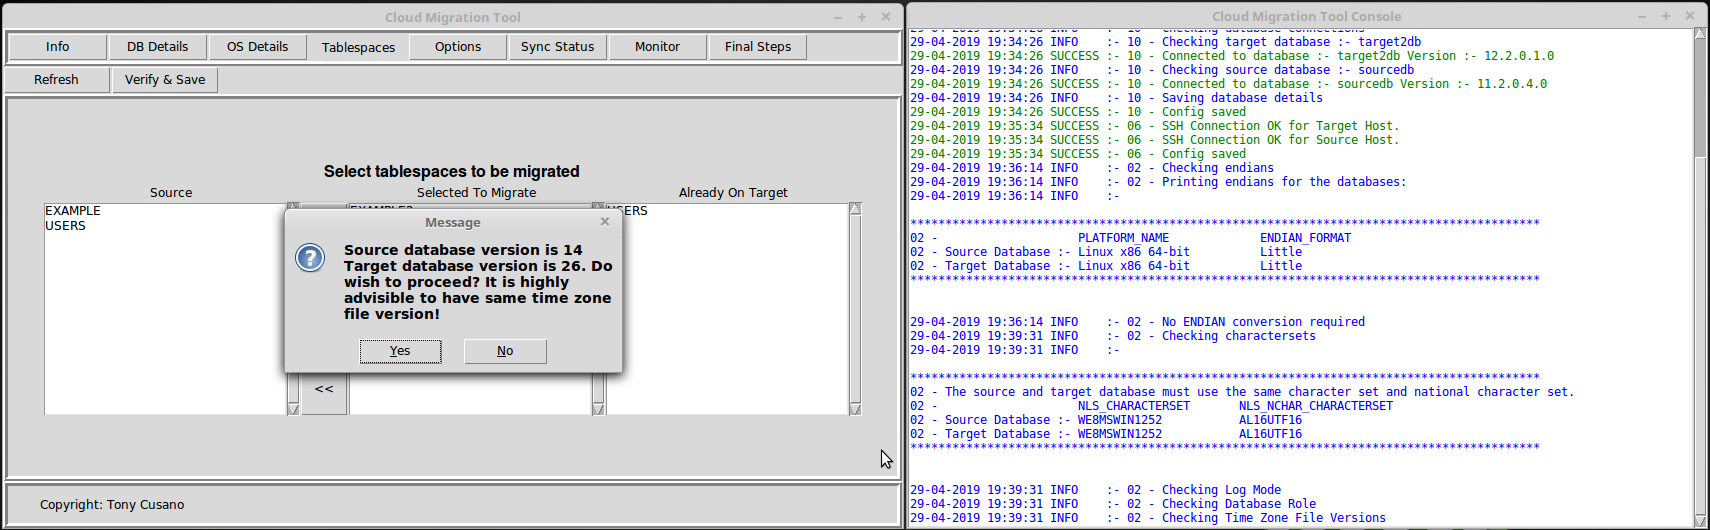 Cloud Migration Tool
Info DB Details OS Details Tablespaces Options Sync Status Monitor Final Steps
Refresh Verify & Save
Select tablespaces to be migrated
Source Selected To Migrate Already On Target
EXAMPLE
USERS
Message
Source database version is 14
Target database version is 26. Do
wish to proceed? It is highly
advisible to have same time zone
file version!
Yes No
<<
Copyright: Tony Cusano
Cloud Migration Tool Console
29-04-2019 19:34:26 INFO :- 10 - Checking database connections
29-04-2019 19:34:26 INFO :- 10 - Checking target database :- target2db
29-04-2019 19:34:26 SUCCESS :- 10 - Connected to database :- target2db Version :- 12.2.0.1.0
29-04-2019 19:34:26 INFO :- 10 - Checking source database :- sourcedb
29-04-2019 19:34:26 SUCCESS :- 10 - Connected to database :- sourcedb Version :- 11.2.0.4.0
29-04-2019 19:34:26 INFO :- 10 - Saving database details
29-04-2019 19:34:26 SUCCESS :- 10 - Config saved
29-04-2019 19:35:34 SUCCESS :- 06 - SSH Connection OK for Target Host.
29-04-2019 19:35:34 SUCCESS :- 06 - SSH Connection OK for Source Host.
29-04-2019 19:35:34 SUCCESS :- 06 - Config saved
29-04-2019 19:36:14 INFO :- 02 - Checking endians
29-04-2019 19:36:14 INFO :- 02 - Printing endians for the databases:
29-04-2019 19:36:14 INFO :-
******************************************************************************************
02 - PLATFORM_NAME ENDIAN_FORMAT
02 - Source Database :- Linux x86 64-bit Little
02 - Target Database :- Linux x86 64-bit Little
******************************************************************************************
29-04-2019 19:36:14 INFO :- 02 - No ENDIAN conversion required
29-04-2019 19:39:31 INFO :- 02 - Checking charactersets
29-04-2019 19:39:31 INFO :-
******************************************************************************************
02 - The source and target database must use the same character set and national character set.
02 - NLS_CHARACTERSET NLS_NCHAR_CHARACTERSET
02 - Source Database :- WE8MSWIN1252 AL16UTF16
02 - Target Database :- WE8MSWIN1252 AL16UTF16
******************************************************************************************
29-04-2019 19:39:31 INFO :- 02 - Checking Log Mode
29-04-2019 19:39:31 INFO :- 02 - Checking Database Role
29-04-2019 19:39:31 INFO :- 02 - Checking Time Zone File Versions